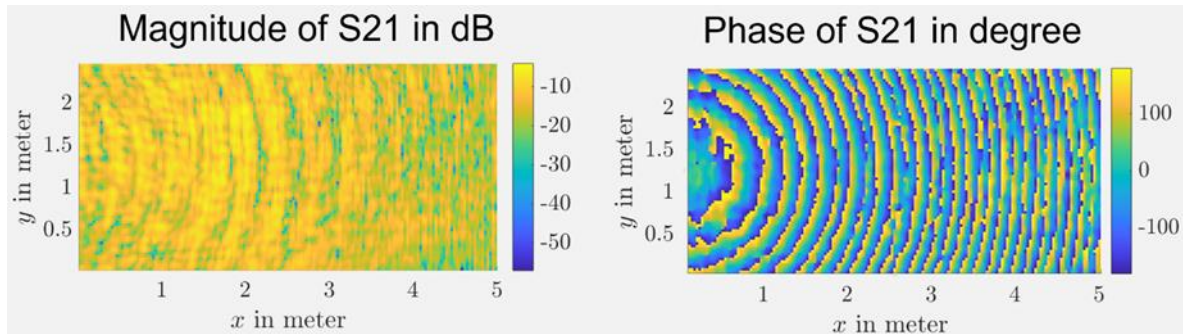 Magnitude of S21 in dB
2
1.5
1
0.5
y in meter
1 2 3 4 5
x in meter
-10
-20
-30
-40
-50
Phase of S21 in degree
2
1.5
1
0.5
y in meter
1 2 3 4 5
x in meter
100
0
-100